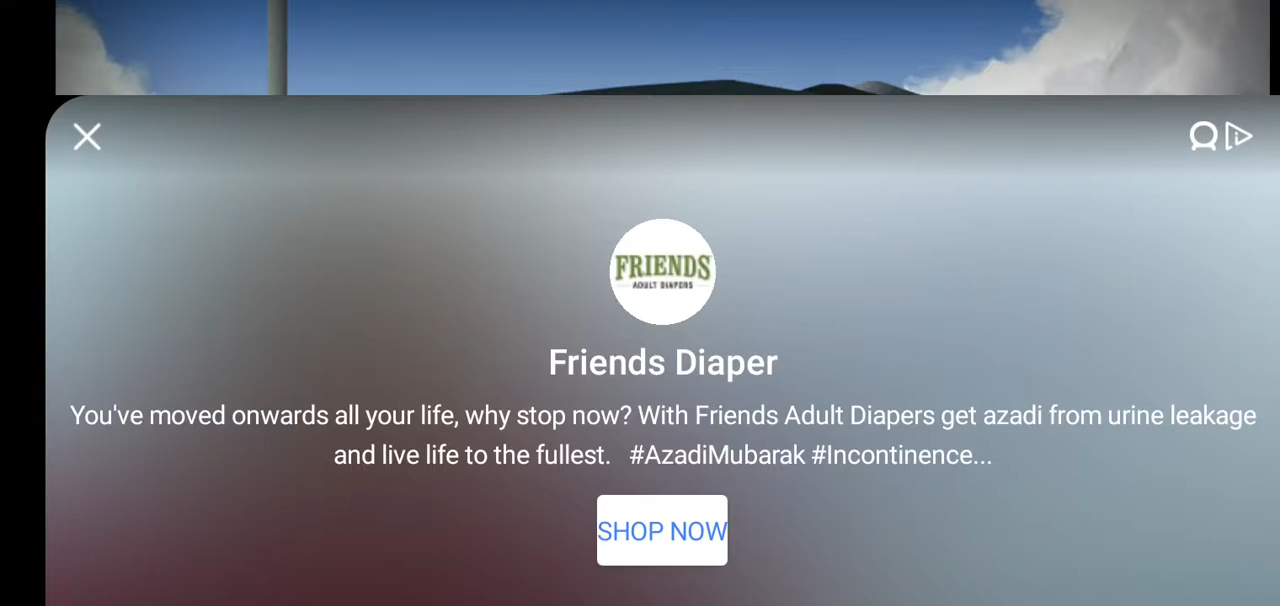 FRIENDS
ADULT DIAPERS
Friends Diaper
You've moved onwards all your life, why stop now? With Friends Adult Diapers get azadi from urine leakage
and live life to the fullest. #AzadiMubarak #Incontinence...
SHOP NOW